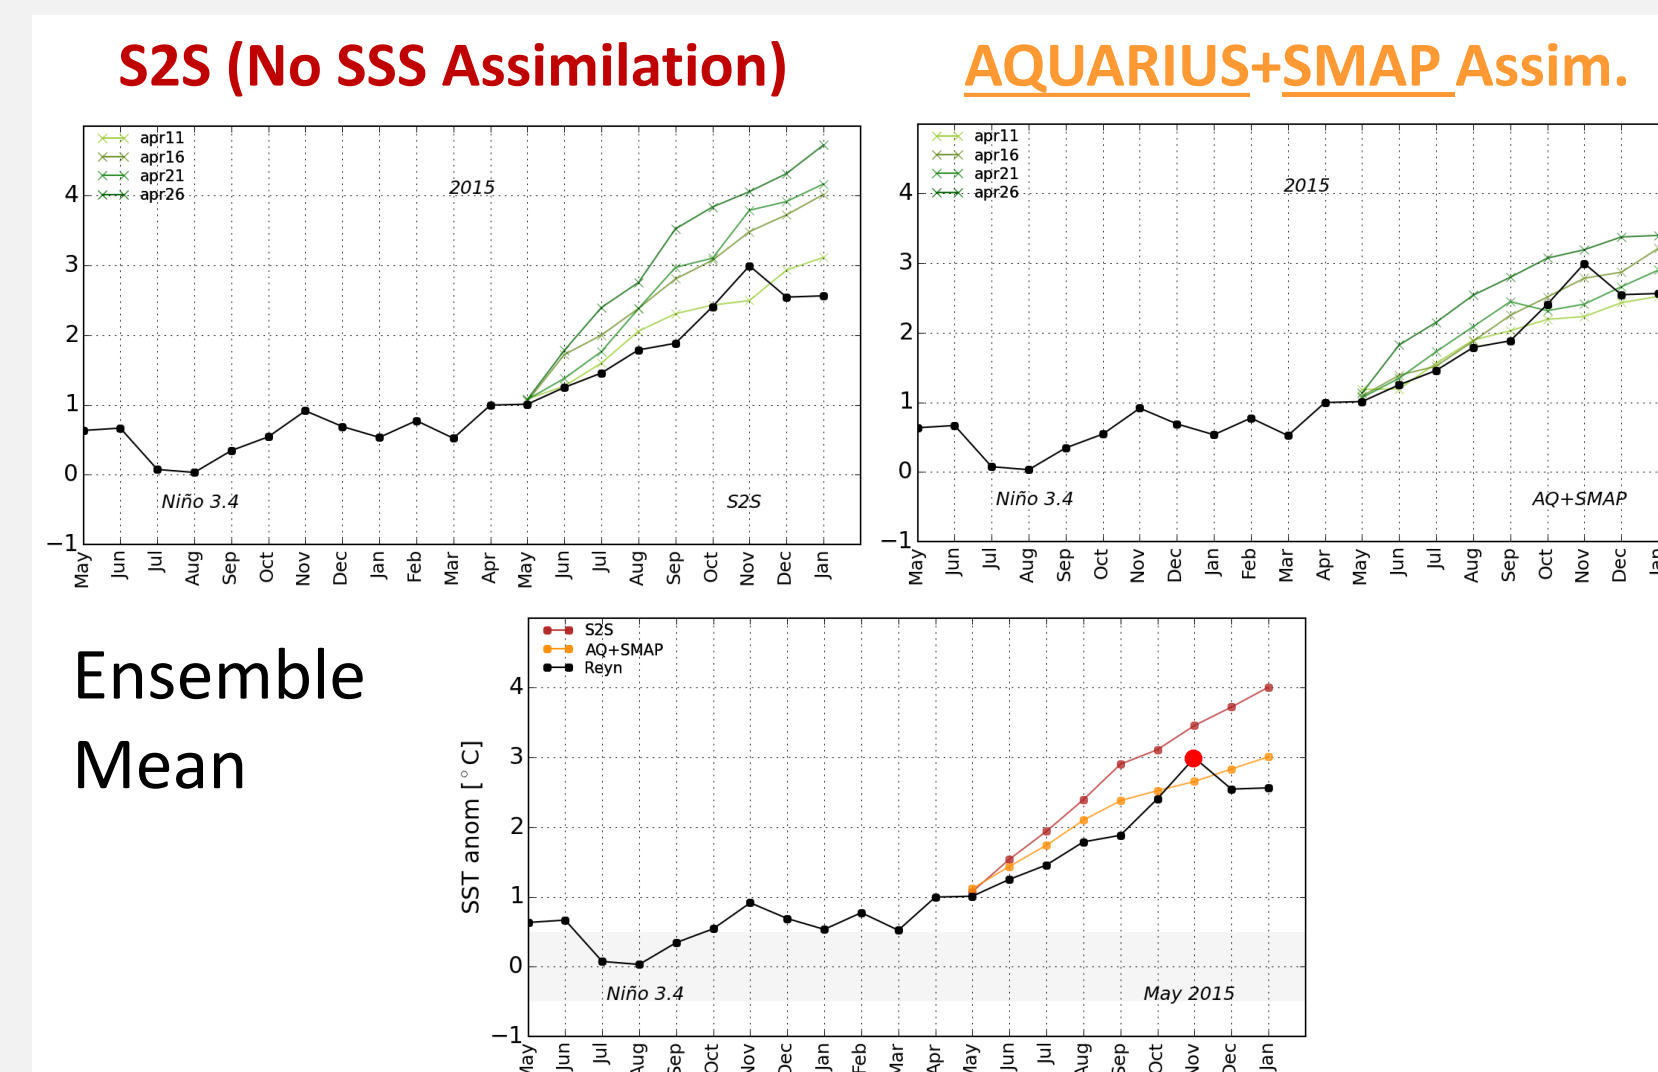 S2S (No SSS Assimilation)
AQUARIUS+SMAP Assim.
apr11
apr16
apr21
apr26
2015
4
3
2
1
0
−1
Niño 3.4
S2S
May Jun Jul Aug Sep Oct Nov Dec Jan Feb Mar Apr May Jun Jul Aug Sep Oct Nov Dec Jan
apr11
apr16
apr21
apr26
2015
4
3
2
1
0
−1
Niño 3.4
AQ+SMAP
May Jun Jul Aug Sep Oct Nov Dec Jan Feb Mar Apr May Jun Jul Aug Sep Oct Nov Dec Jan
Ensemble
Mean
S2S
AQ+SMAP
Reyn
SST anom [°C]
4
3
2
1
0
−1
Niño 3.4
May 2015
May Jun Jul Aug Sep Oct Nov Dec Jan Feb Mar Apr May Jun Jul Aug Sep Oct Nov Dec Jan